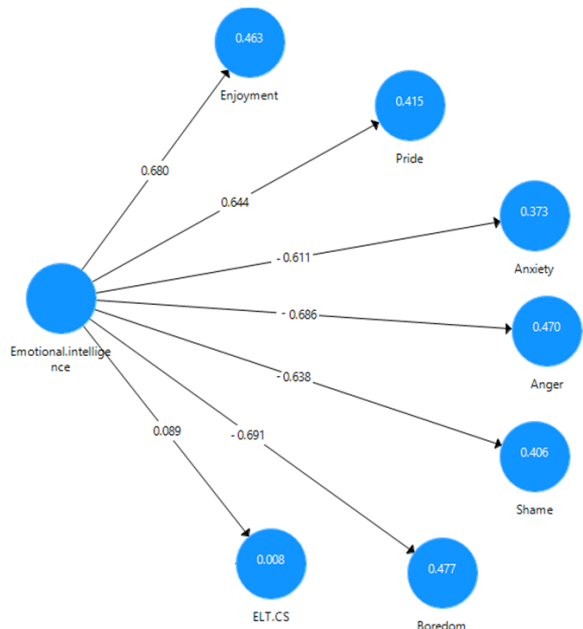 0.463
Enjoyment
0.415
Pride
0.680
0.644
0.373
Anxiety
- 0.611
Emotional.intellige
nce
- 0.686
0.470
Anger
- 0.638
0.406
Shame
0.089
- 0.691
0.008
ELT.CS
0.477
Boredom